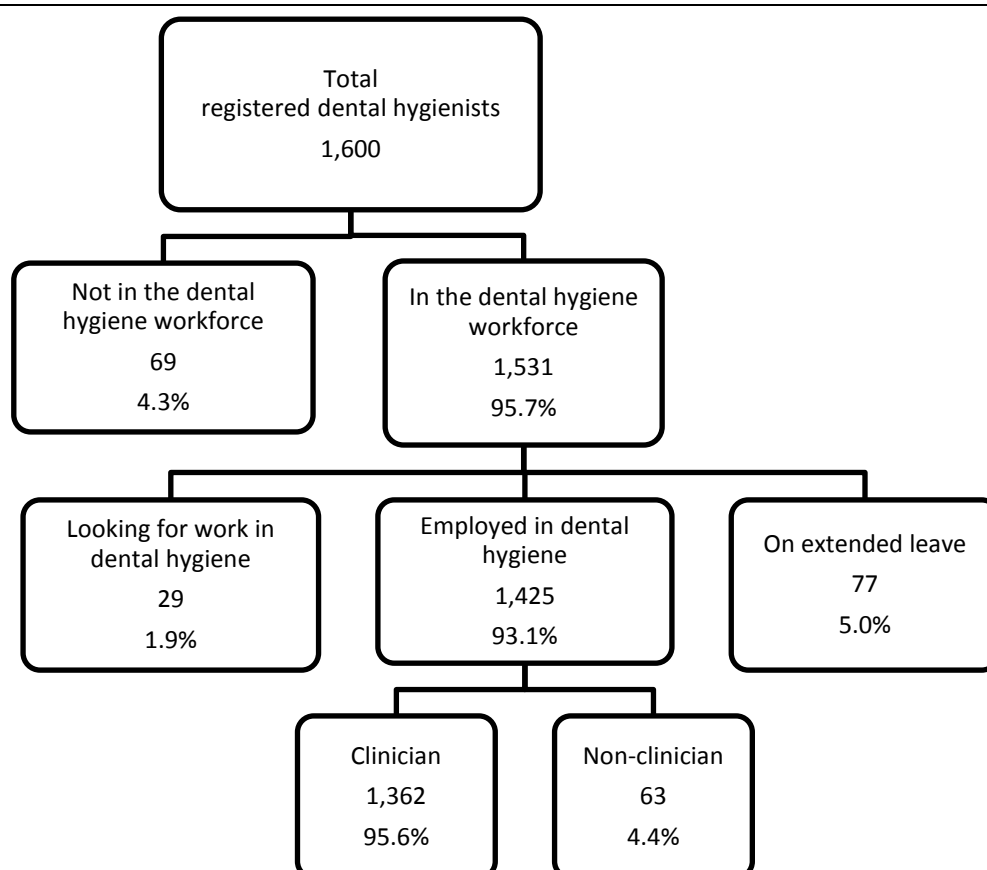 Total
registered dental hygienists
1,600
Not in the dental
hygiene workforce
69
4.3%
In the dental hygiene
workforce
1,531
95.7%
Looking for work in
dental hygiene
29
1.9%
Employed in dental
hygiene
1,425
93.1%
On extended leave
77
5.0%
Clinician
1,362
95.6%
Non-clinician
63
4.4%